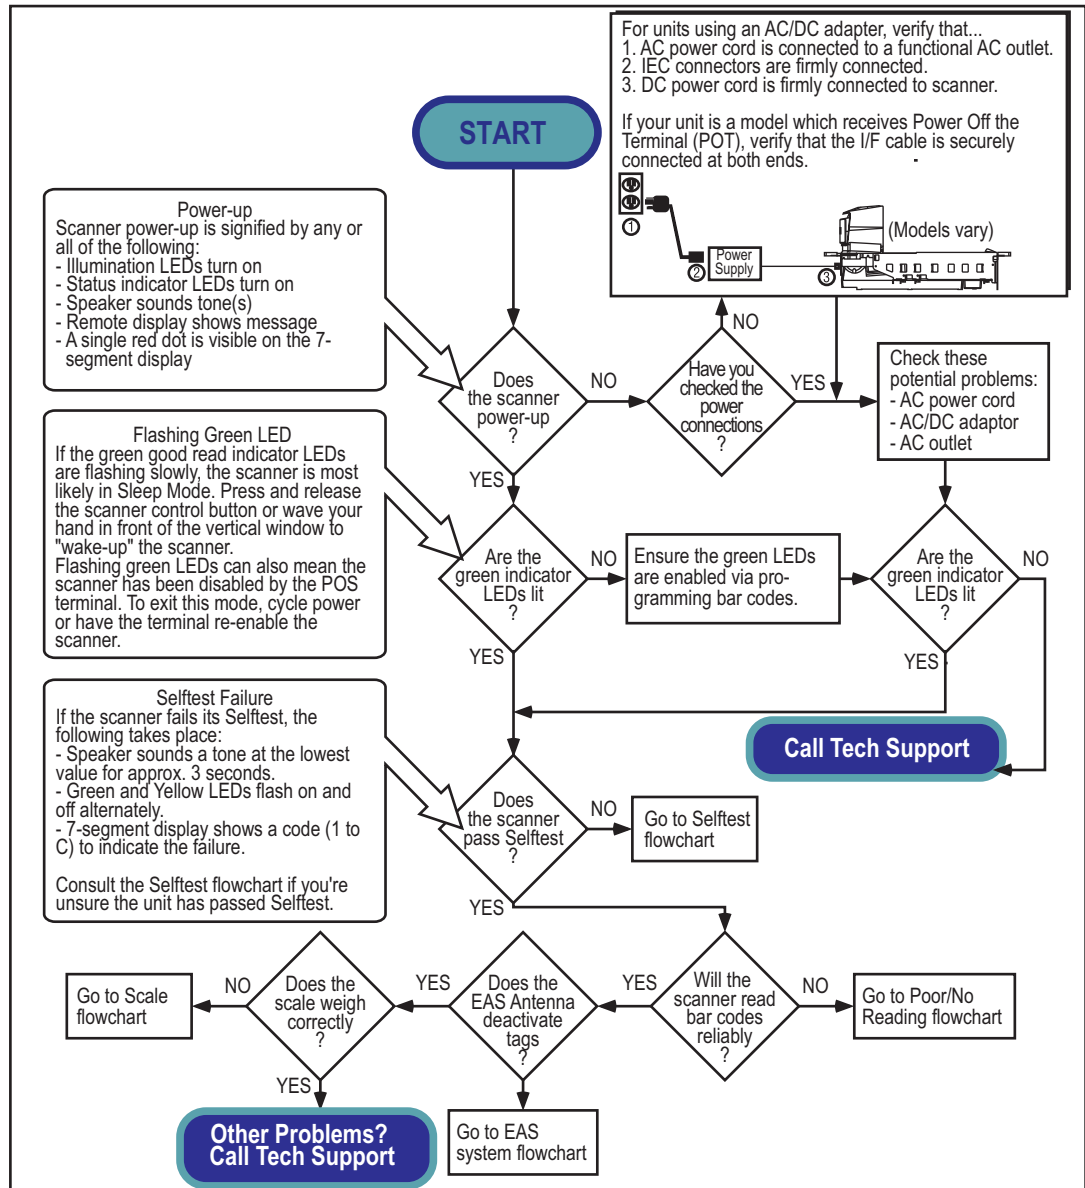 For units using an AC/DC adapter, verify that...
1. AC power cord is connected to a functional AC outlet.
2. IEC connectors are firmly connected.
3. DC power cord is firmly connected to scanner.
If your unit is a model which receives Power Off the
Terminal (POT), verify that the I/F cable is securely
connected at both ends.
1
2
Power
Supply
3
(Models vary)
START
Power-up
Scanner power-up is signified by any or
all of the following:
- Illumination LEDs turn on
- Status indicator LEDs turn on
- Speaker sounds tone(s)
- Remote display shows message
- A single red dot is visible on the 7-
segment display
Does
the scanner
power-up
?
NO
YES
Have you
checked the
power
connections
?
NO
YES
Check these
potential problems:
- AC power cord
- AC/DC adaptor
- AC outlet
Flashing Green LED
If the green good read indicator LEDs
are flashing slowly, the scanner is most
likely in Sleep Mode. Press and release
the scanner control button or wave your
hand in front of the vertical window to
"wake-up" the scanner.
Flashing green LEDs can also mean the
scanner has been disabled by the POS
terminal. To exit this mode, cycle power
or have the terminal re-enable the
scanner.
Are the
green indicator
LEDs lit
?
NO
YES
Ensure the green LEDs
are enabled via pro-
gramming bar codes.
Are the
green indicator
LEDs lit
?
NO
YES
Call Tech Support
Selftest Failure
If the scanner fails its Selftest, the
following takes place:
- Speaker sounds a tone at the lowest
value for approx. 3 seconds.
- Green and Yellow LEDs flash on and
off alternately.
- 7-segment display shows a code (1 to
C) to indicate the failure.
Consult the Selftest flowchart if you're
unsure the unit has passed Selftest.
Does
the scanner
pass Selftest
?
NO
YES
Go to Selftest
flowchart
Will the
scanner read
bar codes
reliably
?
NO
YES
Go to Poor/No
Reading flowchart
Does the
EAS Antenna
deactivate
tags
?
YES
Go to EAS
system flowchart
Does the
scale weigh
correctly
?
NO
YES
Go to Scale
flowchart
Other Problems?
Call Tech Support